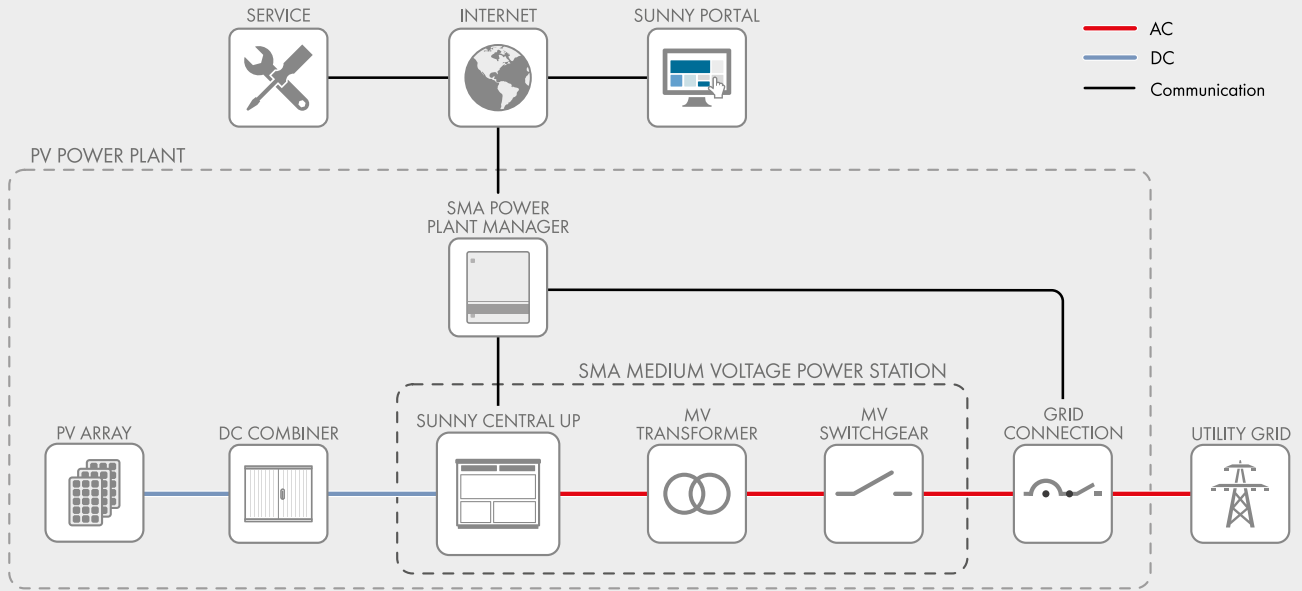 SERVICE
INTERNET
SUNNY PORTAL
AC
DC
Communication
PV POWER PLANT
SMA POWER
PLANT MANAGER
SMA MEDIUM VOLTAGE POWER STATION
PV ARRAY
DC COMBINER
SUNNY CENTRAL UP
MV
TRANSFORMER
MV
SWITCHGEAR
GRID
CONNECTION
UTILITY GRID